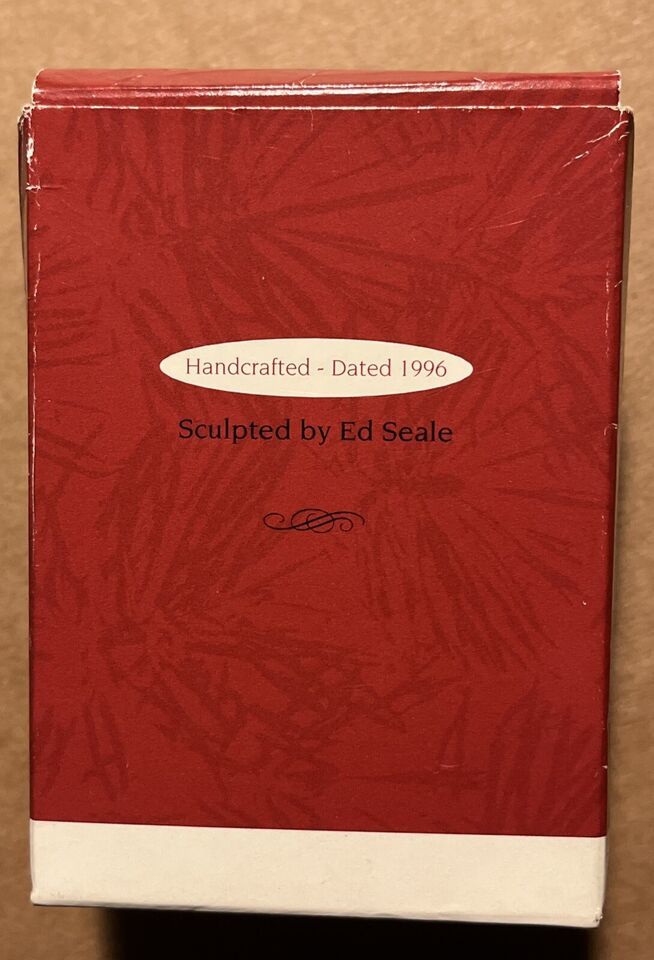 Handcrafted - Dated 1996
Sculpted by Ed Seale